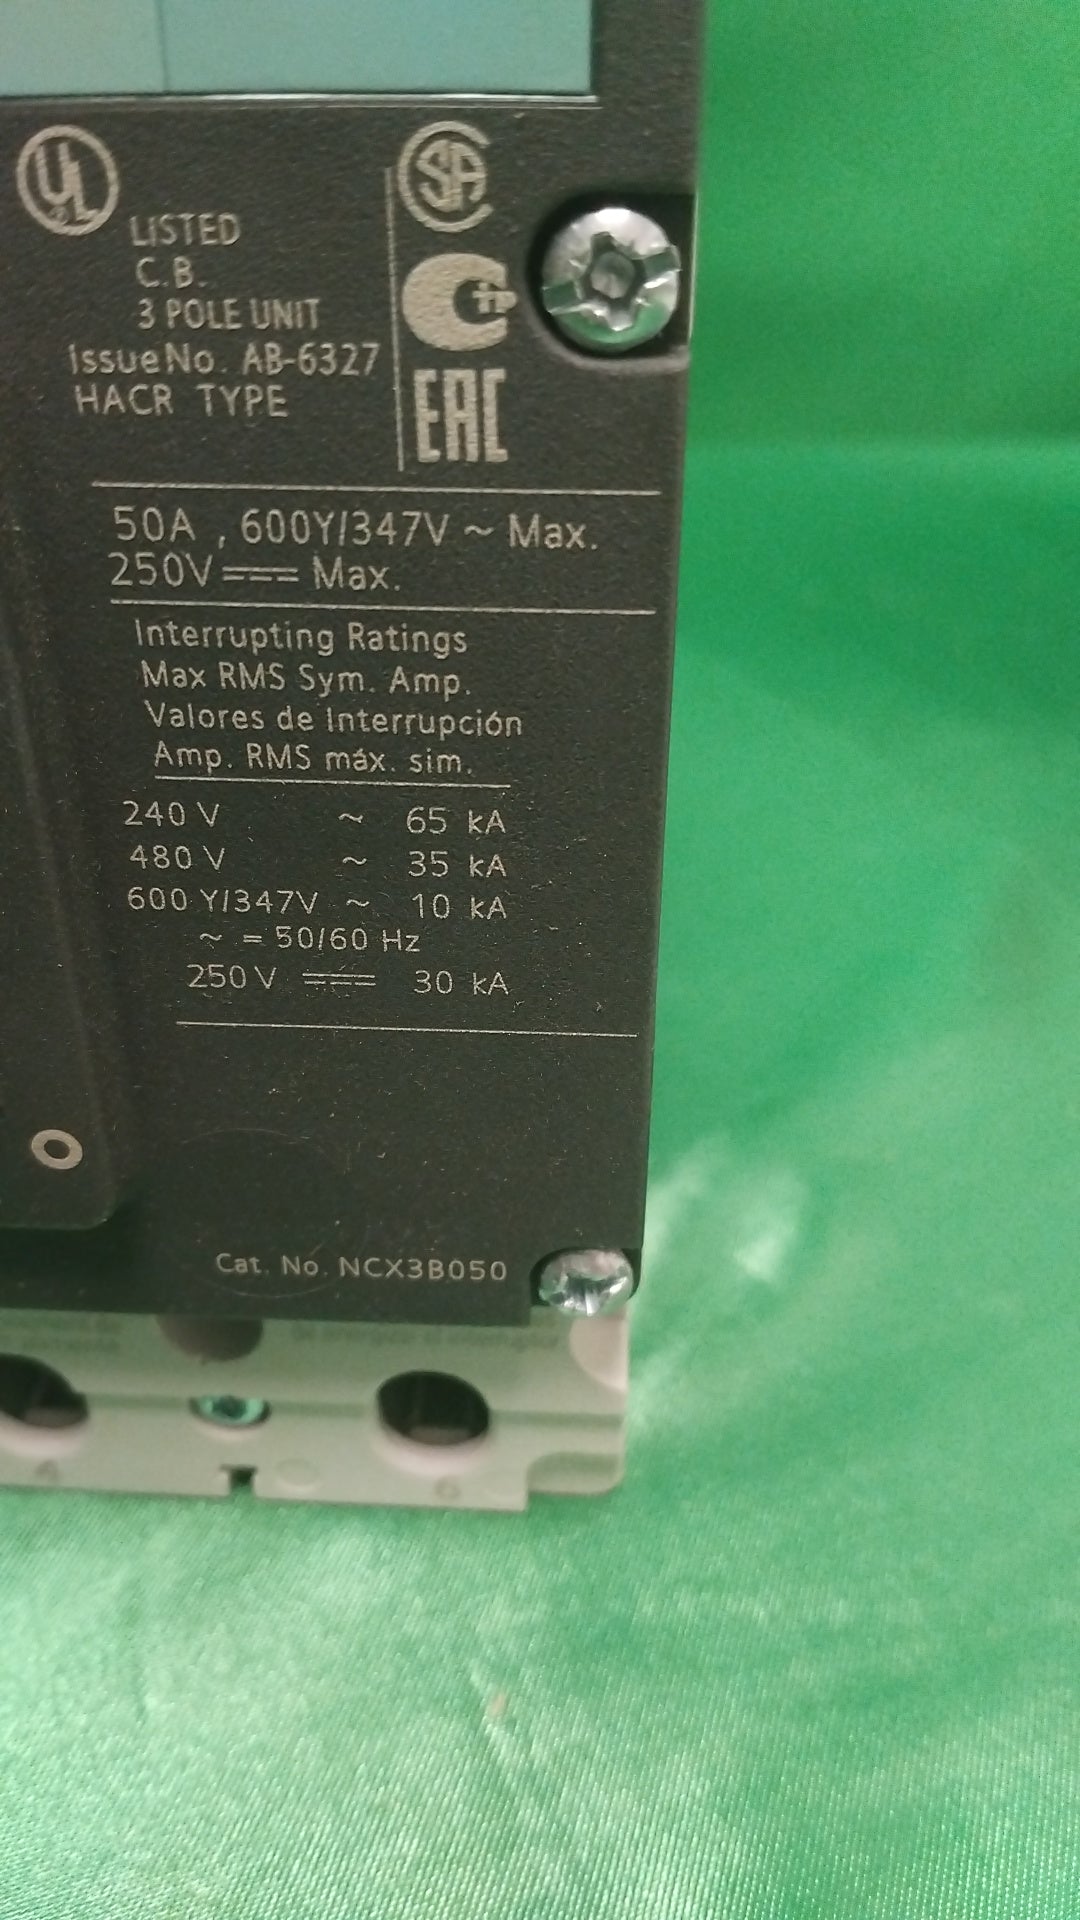 UL
LISTED
C.B.
3 POLE UNIT
Issue No. AB-6327
HACR TYPE
SA
EAC
50A , 600Y/347V ~ Max.
250V ⎓ Max.
Interrupting Ratings
Max RMS Sym. Amp.
Valores de Interrupción
Amp. RMS máx. sim.
240 V ~ 65 kA
480 V ~ 35 kA
600 Y/347V ~ 10 kA
~ = 50/60 Hz
250 V ⎓ 30 kA
Cat. No. NCX3B050
6